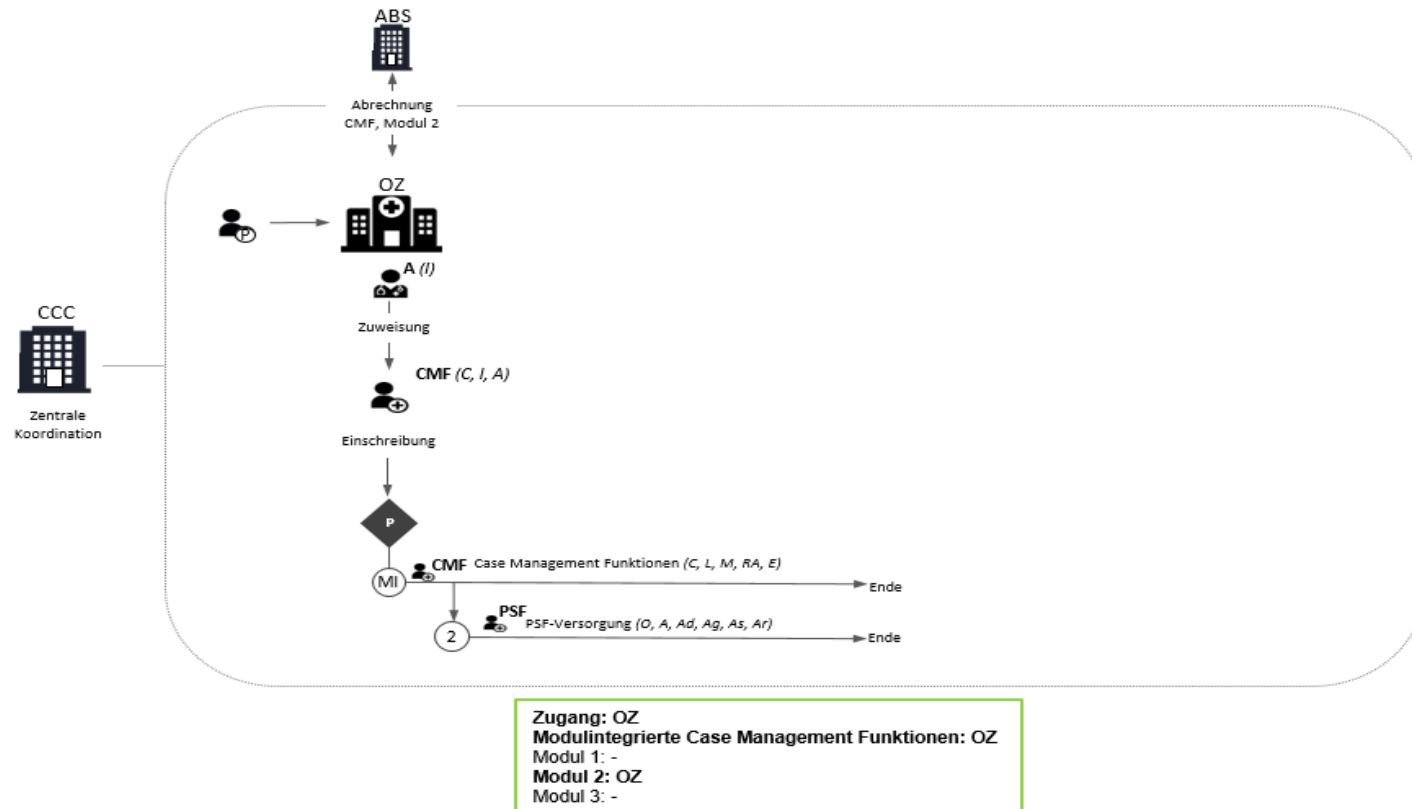 ABS
Abrechnung
CMF, Modul 2
OZ
P
A (I)
Zuweisung
CCC
CMF (C, I, A)
Zentrale
Koordination
Einschreibung
P
CMF Case Management Funktionen (C, L, M, RA, E)
MI
Ende
PSF
PSF-Versorgung (O, A, Ad, Ag, As, Ar)
2
Ende
Zugang: OZ
Modulintegrierte Case Management Funktionen: OZ
Modul 1: -
Modul 2: OZ
Modul 3: -